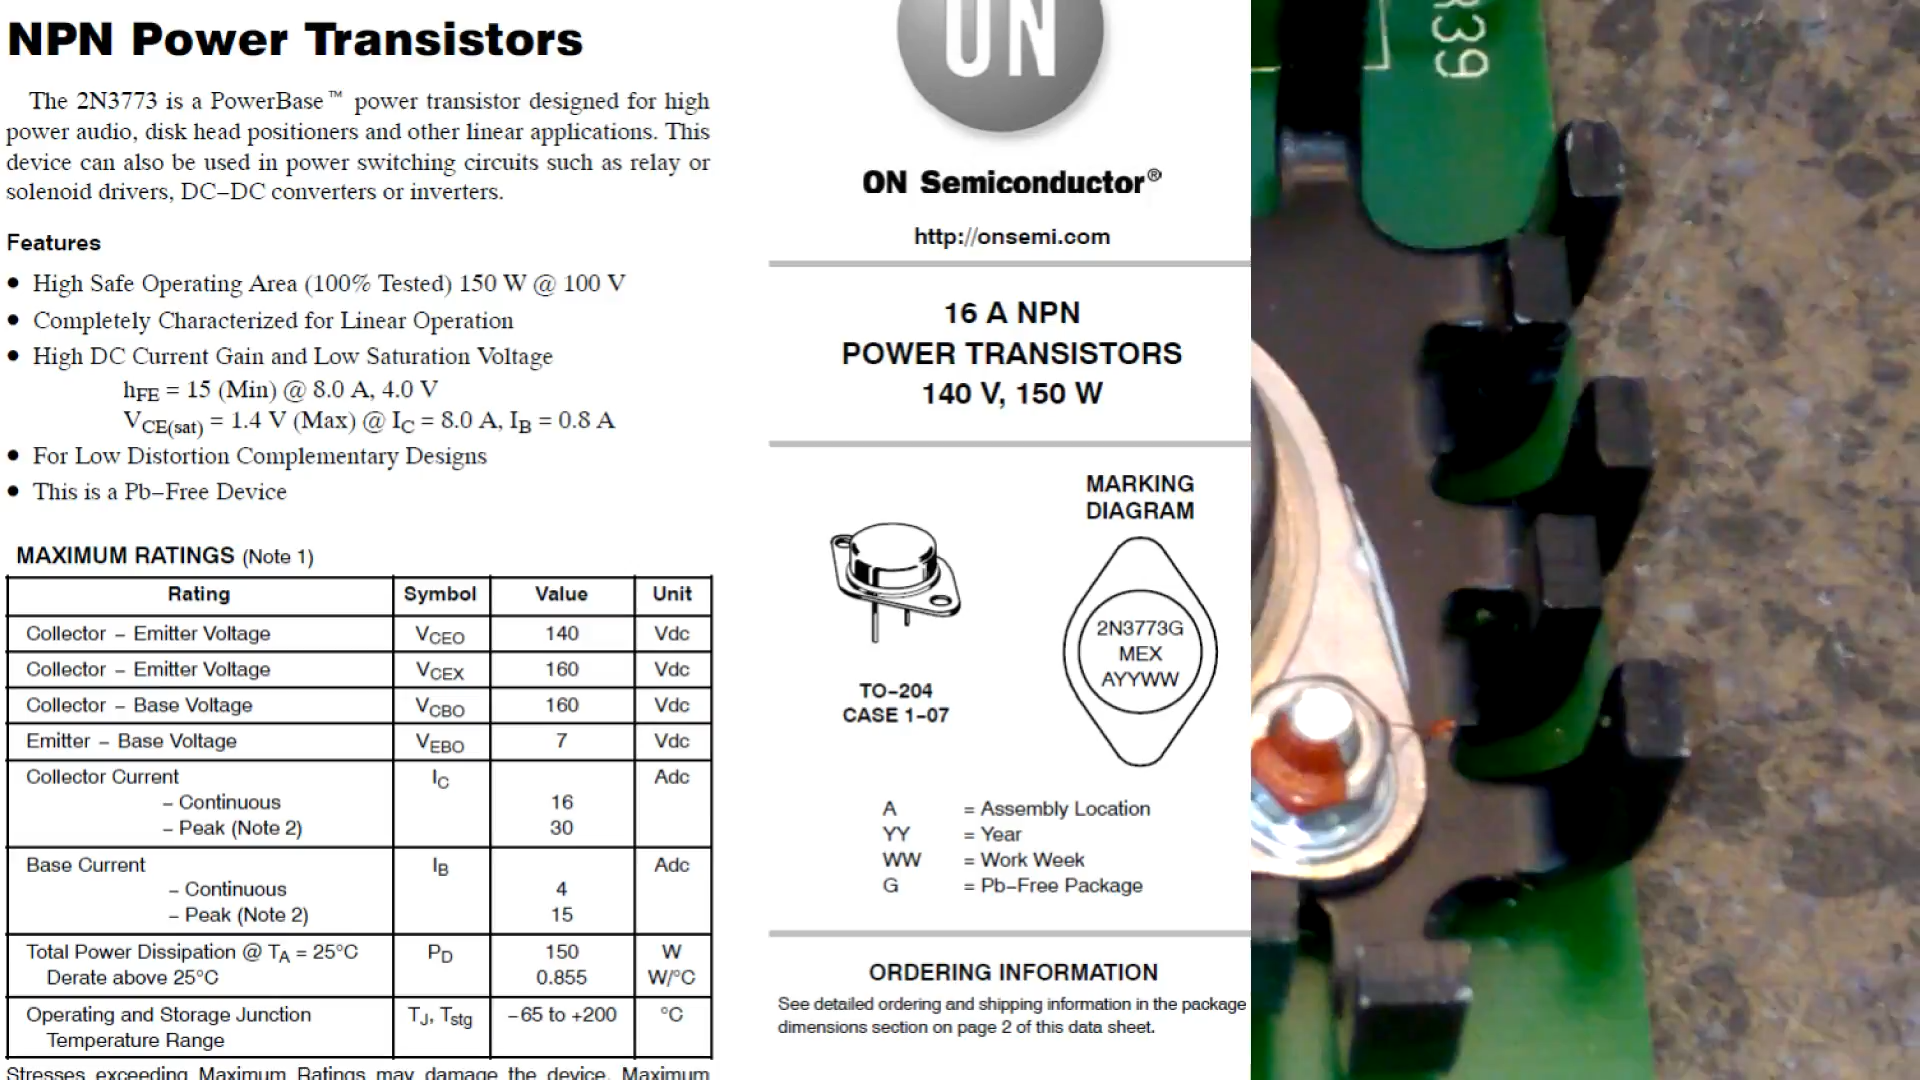 NPN Power Transistors
The 2N3773 is a PowerBase™ power transistor designed for high
power audio, disk head positioners and other linear applications. This
device can also be used in power switching circuits such as relay or
solenoid drivers, DC−DC converters or inverters.
Features
• High Safe Operating Area (100% Tested) 150 W @ 100 V
• Completely Characterized for Linear Operation
• High DC Current Gain and Low Saturation Voltage
hFE = 15 (Min) @ 8.0 A, 4.0 V
VCE(sat) = 1.4 V (Max) @ IC = 8.0 A, IB = 0.8 A
• For Low Distortion Complementary Designs
• This is a Pb−Free Device
MAXIMUM RATINGS (Note 1)
Rating Symbol Value Unit
Collector − Emitter Voltage VCEO 140 Vdc
Collector − Emitter Voltage VCEX 160 Vdc
Collector − Base Voltage VCBO 160 Vdc
Emitter − Base Voltage VEBO 7 Vdc
Collector Current IC Adc
− Continuous 16
− Peak (Note 2) 30
Base Current IB Adc
− Continuous 4
− Peak (Note 2) 15
Total Power Dissipation @ TA = 25°C PD 150 W
Derate above 25°C 0.855 W/°C
Operating and Storage Junction TJ, Tstg −65 to +200 °C
Temperature Range
Stresses exceeding Maximum Ratings may damage the device. Maximum
ON
ON Semiconductor®
http://onsemi.com
16 A NPN
POWER TRANSISTORS
140 V, 150 W
MARKING
DIAGRAM
2N3773G
MEX
AYYWW
TO−204
CASE 1−07
A = Assembly Location
YY = Year
WW = Work Week
G = Pb−Free Package
ORDERING INFORMATION
See detailed ordering and shipping information in the package
dimensions section on page 2 of this data sheet.
R39